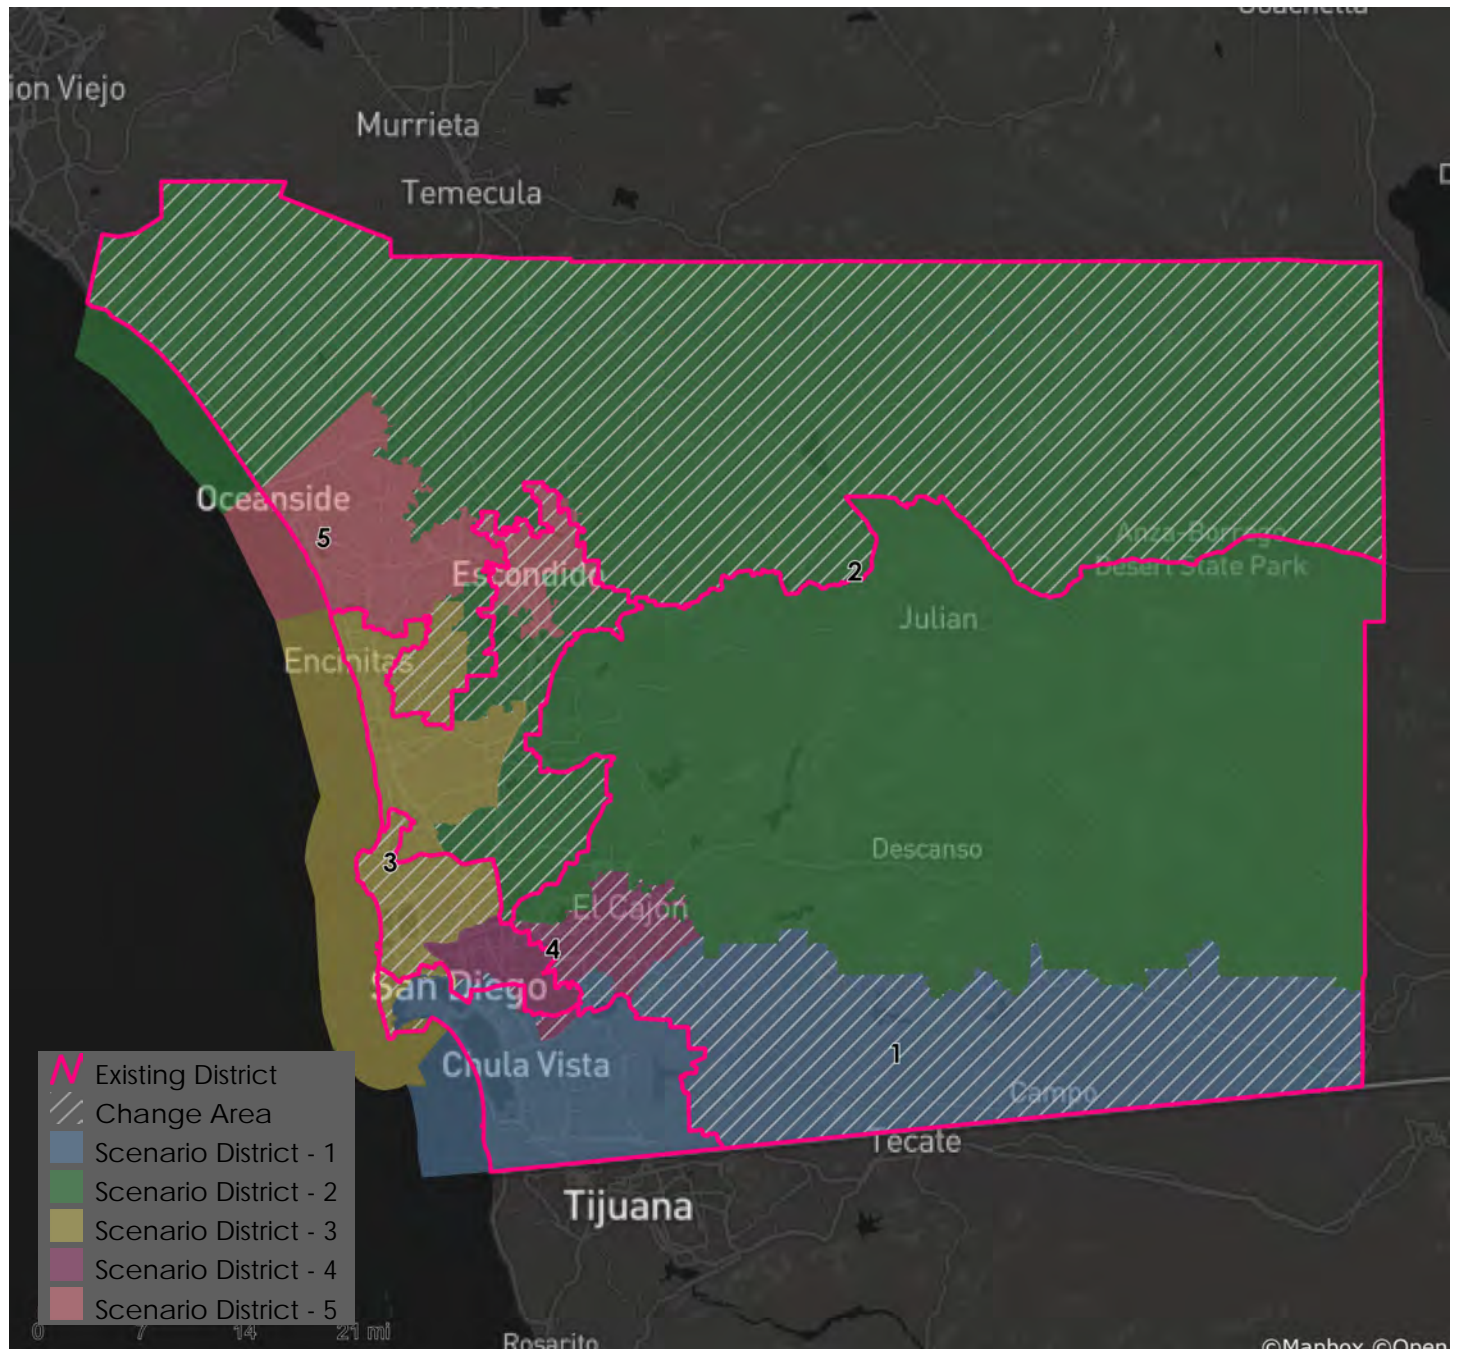 ion Viejo
Murrieta
Temecula
Oceanside
5
Escondido
2
Anza-Borrego
Desert State Park
Julian
Encinitas
3
Descanso
El Cajon
4
San Diego
1
Chula Vista
Campo
Tecate
Tijuana
Existing District
Change Area
Scenario District - 1
Scenario District - 2
Scenario District - 3
Scenario District - 4
Scenario District - 5
0 7 14 21 mi
Rosarito
©Mapbox ©Open